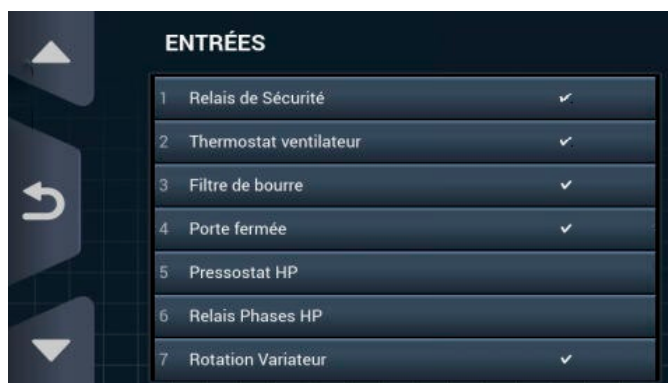 ENTRÉES
1 Relais de Sécurité ✓
2 Thermostat ventilateur ✓
3 Filtre de bourre ✓
4 Porte fermée ✓
5 Pressostat HP
6 Relais Phases HP
7 Rotation Variateur ✓